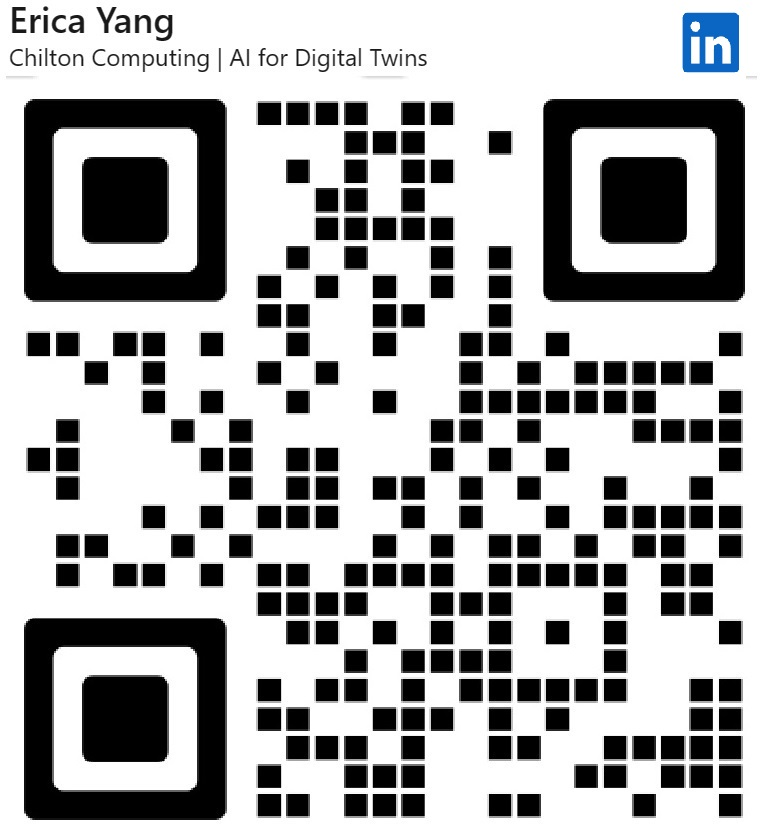 Erica Yang
Chilton Computing | AI for Digital Twins
in